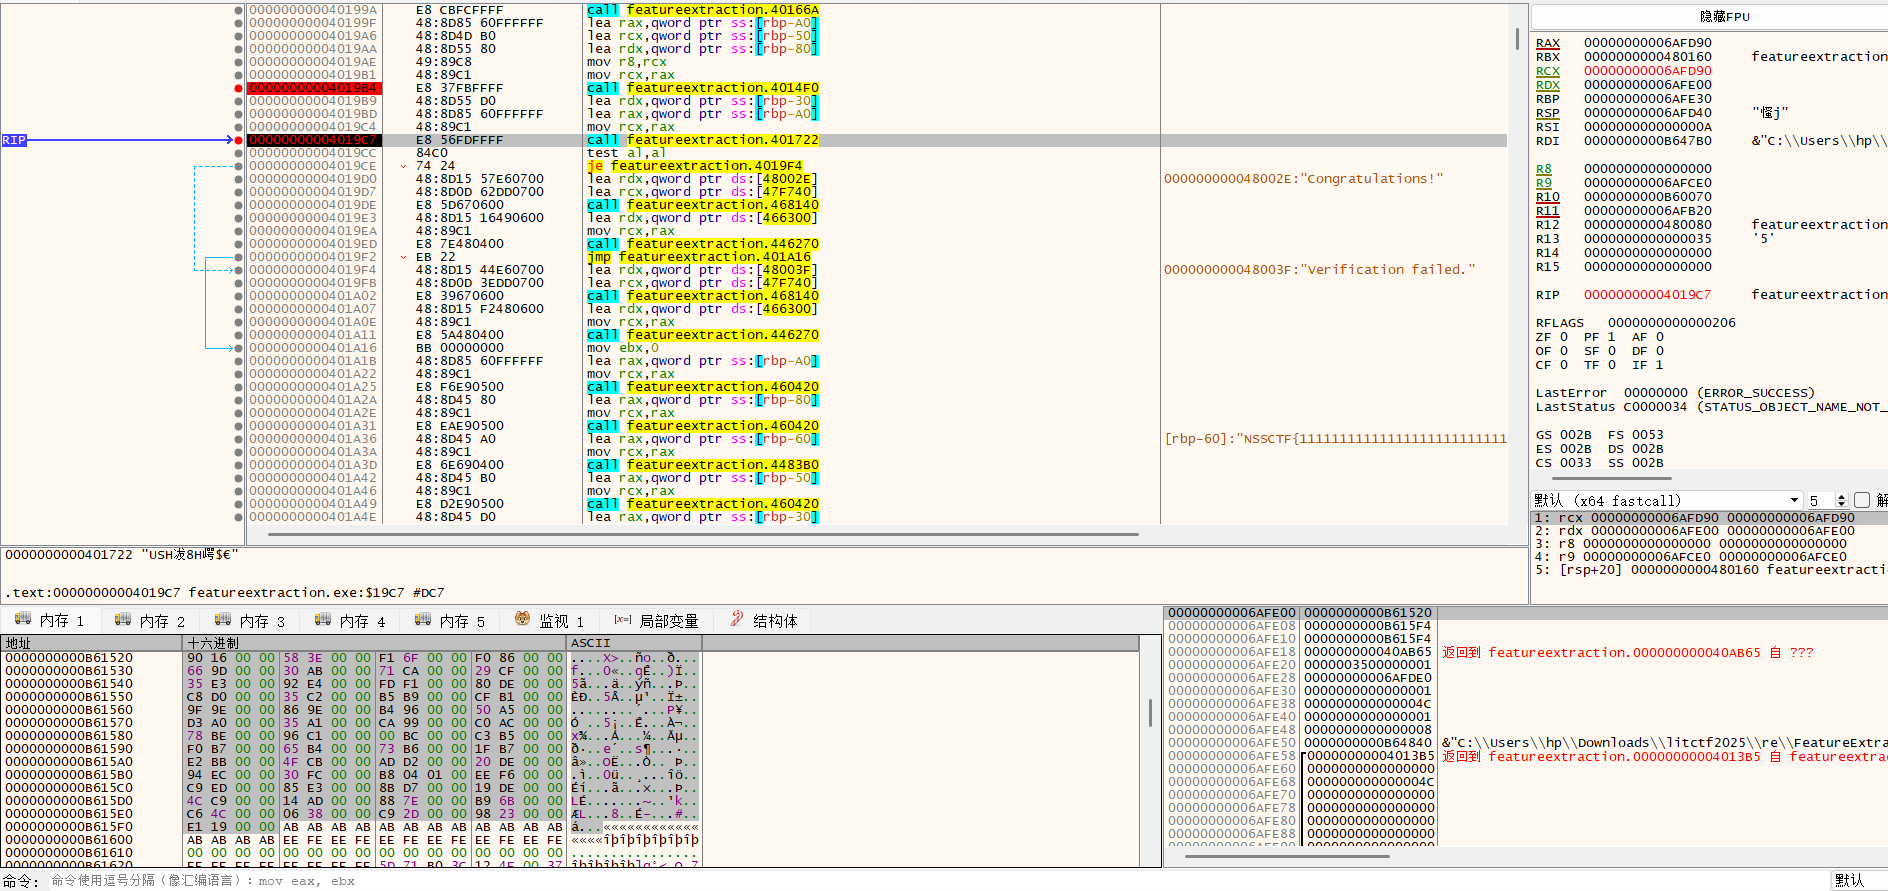 000000000040199A E8 CBFCFFFF call featureextraction.40166A
000000000040199F 48:8D85 60FFFFFF lea rax,qword ptr ss:[rbp-A0]
00000000004019A6 48:8D4D B0 lea rcx,qword ptr ss:[rbp-50]
00000000004019AA 48:8D55 80 lea rdx,qword ptr ss:[rbp-80]
00000000004019AE 49:89C8 mov r8,rcx
00000000004019B1 48:89C1 mov rcx,rax
00000000004019B4 E8 37FBFFFF call featureextraction.4014F0
00000000004019B9 48:8D55 D0 lea rdx,qword ptr ss:[rbp-30]
00000000004019BD 48:8D85 60FFFFFF lea rax,qword ptr ss:[rbp-A0]
00000000004019C4 48:89C1 mov rcx,rax
RIP 00000000004019C7 E8 56FDFFFF call featureextraction.401722
00000000004019CC 84C0 test al,al
00000000004019CE 74 24 je featureextraction.4019F4
00000000004019D0 48:8D15 57E60700 lea rdx,qword ptr ds:[48002E] 000000000048002E:"Congratulations!"
00000000004019D7 48:8D0D 62DD0700 lea rcx,qword ptr ds:[47F740]
00000000004019DE E8 5D670600 call featureextraction.468140
00000000004019E3 48:8D15 16490600 lea rdx,qword ptr ds:[466300]
00000000004019EA 48:89C1 mov rcx,rax
00000000004019ED E8 7E480400 call featureextraction.446270
00000000004019F2 EB 22 jmp featureextraction.401A16
00000000004019F4 48:8D15 44E60700 lea rdx,qword ptr ds:[48003F] 000000000048003F:"Verification failed."
00000000004019FB 48:8D0D 3EDD0700 lea rcx,qword ptr ds:[47F740]
0000000000401A02 E8 39670600 call featureextraction.468140
0000000000401A07 48:8D15 F2480600 lea rdx,qword ptr ds:[466300]
0000000000401A0E 48:89C1 mov rcx,rax
0000000000401A11 E8 5A480400 call featureextraction.446270
0000000000401A16 BB 00000000 mov ebx,0
0000000000401A1B 48:8D85 60FFFFFF lea rax,qword ptr ss:[rbp-A0]
0000000000401A22 48:89C1 mov rcx,rax
0000000000401A25 E8 F6E90500 call featureextraction.460420
0000000000401A2A 48:8D45 80 lea rax,qword ptr ss:[rbp-80]
0000000000401A2E 48:89C1 mov rcx,rax
0000000000401A31 E8 EAE90500 call featureextraction.460420
0000000000401A36 48:8D45 A0 lea rax,qword ptr ss:[rbp-60] [rbp-60]:"NSSCTF{1111111111111111111111111111
0000000000401A3A 48:89C1 mov rcx,rax
0000000000401A3D E8 6E690400 call featureextraction.4483B0
0000000000401A42 48:8D45 B0 lea rax,qword ptr ss:[rbp-50]
0000000000401A46 48:89C1 mov rcx,rax
0000000000401A49 E8 D2E90500 call featureextraction.460420
0000000000401A4E 48:8D45 D0 lea rax,qword ptr ss:[rbp-30]
隐藏FPU
RAX 00000000006AFD90
RBX 0000000000480160 featureextraction
RCX 00000000006AFD90
RDX 00000000006AFE00
RBP 00000000006AFE30
RSP 00000000006AFD40
RSI 000000000000000A
RDI 0000000000B647B0 &"C:\\Users\\hp\\
R8 0000000000000000
R9 00000000006AFCE0
R10 0000000000B60070
R11 00000000006AFB20
R12 0000000000480080 featureextraction
R13 0000000000000035 '5'
R14 0000000000000000
R15 0000000000000000
RIP 00000000004019C7 featureextraction
RFLAGS 0000000000000206
ZF 0 PF 1 AF 0
OF 0 SF 0 DF 0
CF 0 TF 0 IF 1
LastError 00000000 (ERROR_SUCCESS)
LastStatus C0000034 (STATUS_OBJECT_NAME_NOT_
GS 002B FS 0053
ES 002B DS 002B
CS 0033 SS 002B
默认 (x64 fastcall) 5
1: rcx 00000000006AFD90 00000000006AFD90
2: rdx 00000000006AFE00 00000000006AFE00
3: r8 0000000000000000 0000000000000000
4: r9 00000000006AFCE0 00000000006AFCE0
5: [rsp+20] 0000000000480160 featureextracti
.text:00000000004019C7 featureextraction.exe:$19C7 #DC7
内存 1 内存 2 内存 3 内存 4 内存 5 监视 1 [x=] 局部变量 结构体
地址 十六进制 ASCII
0000000000B61520 90 16 00 00 58 3E 00 00 F1 6F 00 00 F0 86 00 00
0000000000B61530 66 9D 00 00 30 AB 00 00 71 CA 00 00 29 CF 00 00
0000000000B61540 35 E3 00 00 92 E4 00 00 FD F1 00 00 80 DE 00 00
0000000000B61550 C8 D0 00 00 35 C2 00 00 B5 B9 00 00 CF B1 00 00
0000000000B61560 9F 9E 00 00 86 9E 00 00 B4 96 00 00 50 A5 00 00
0000000000B61570 D3 A0 00 00 35 A1 00 00 CA 99 00 00 C0 AC 00 00
0000000000B61580 78 BE 00 00 96 C1 00 00 00 BC 00 00 C3 B5 00 00
0000000000B61590 F0 B7 00 00 65 B4 00 00 73 B6 00 00 1F B7 00 00
0000000000B615A0 E2 BB 00 00 4F CB 00 00 AD D2 00 00 20 DE 00 00
0000000000B615B0 94 EC 00 00 30 FC 00 00 B8 04 01 00 EE F6 00 00
0000000000B615C0 C9 ED 00 00 85 E3 00 00 8B D7 00 00 19 DE 00 00
0000000000B615D0 4C C9 00 00 14 AD 00 00 88 7E 00 00 B9 6B 00 00
0000000000B615E0 C6 4C 00 00 06 38 00 00 C9 2D 00 00 98 23 00 00
0000000000B615F0 E1 19 00 00 AB AB AB AB AB AB AB AB AB AB AB AB
0000000000B61600 AB AB AB AB EE FE EE FE EE FE EE FE EE FE EE FE
0000000000B61610 00 00 00 00 00 00 00 00 00 00 00 00 00 00 00 00
00000000006AFE00 0000000000B61520
00000000006AFE08 0000000000B615F4
00000000006AFE10 0000000000B615F4
00000000006AFE18 000000000040AB65 返回到 featureextraction.000000000040AB65 自 ???
00000000006AFE20 0000003500000001
00000000006AFE28 00000000006AFDE0
00000000006AFE30 0000000000000001
00000000006AFE38 000000000000004C
00000000006AFE40 0000000000000001
00000000006AFE48 0000000000000008
00000000006AFE50 0000000000B64840 &"C:\\Users\\hp\\Downloads\\litctf2025\\re\\FeatureExtra
00000000006AFE58 00000000004013B5 返回到 featureextraction.00000000004013B5 自 featureextrac
00000000006AFE60 0000000000000000
00000000006AFE68 000000000000004C
00000000006AFE70 0000000000000000
00000000006AFE78 0000000000000000
00000000006AFE80 0000000000000000
00000000006AFE88 0000000000000000
命令: 命令使用逗号分隔（像汇编语言）: mov eax, ebx 默认